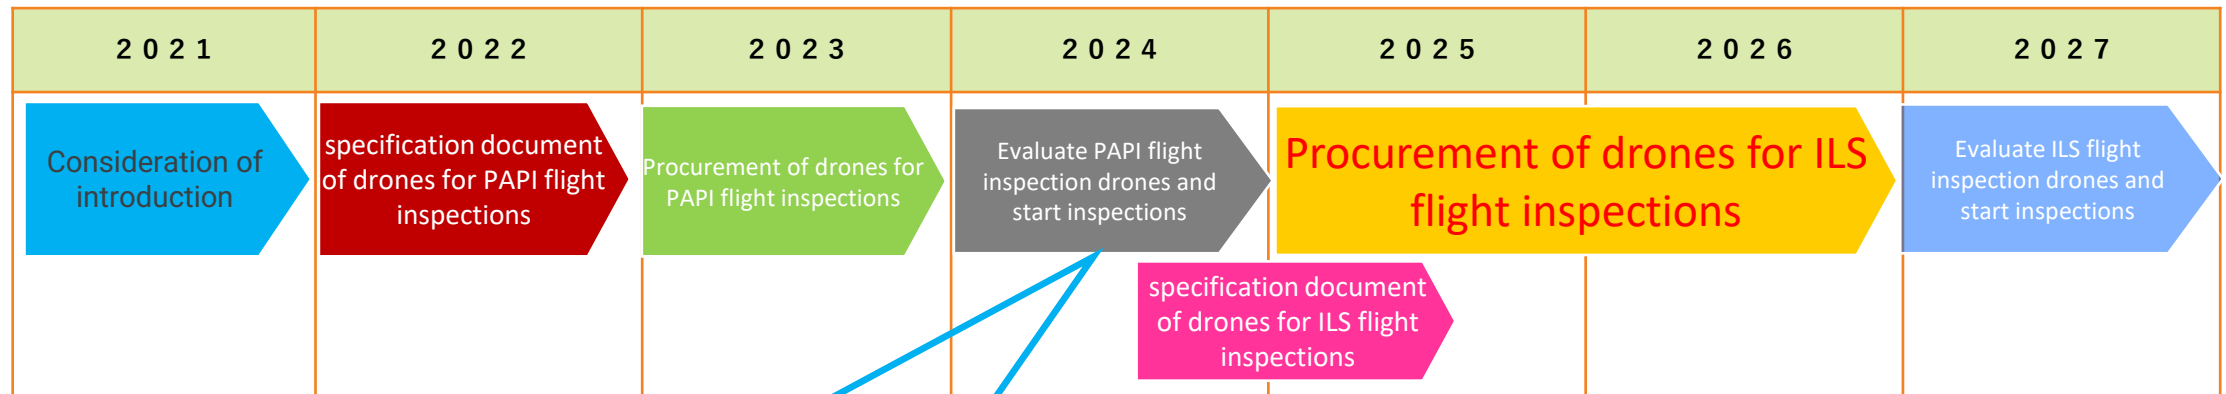 2021
2022
2023
2024
2025
2026
2027
Consideration of
introduction
specification document
of drones for PAPI flight
inspections
Procurement of drones for
PAPI flight inspections
Evaluate PAPI flight
inspection drones and
start inspections
Procurement of drones for ILS
flight inspections
Evaluate ILS flight
inspection drones and
start inspections
specification document
of drones for ILS flight
inspections